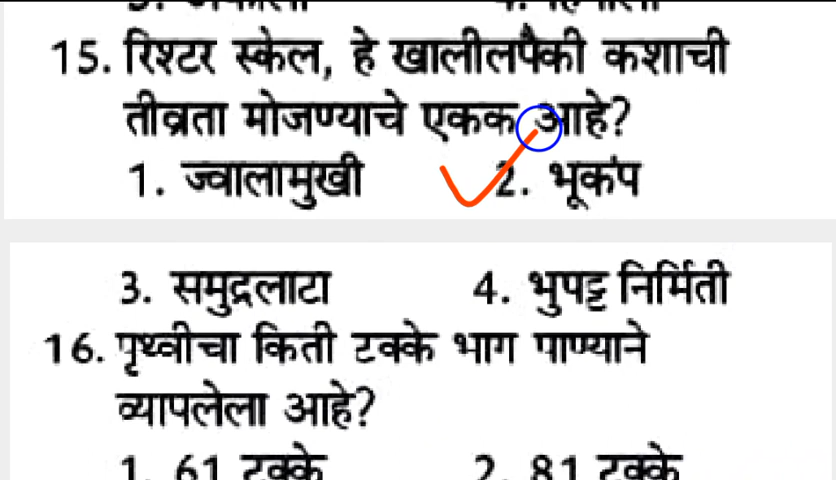 15. रिश्टर स्केल, हे खालीलपैकी कशाची
तीव्रता मोजण्याचे एकक आहे?
1. ज्वालामुखी 2. भूकंप
3. समुद्रलाटा 4. भुपट्ट निर्मिती
16. पृथ्वीचा किती टक्के भाग पाण्याने
व्यापलेला आहे?
1. 61 टक्के 2. 81 टक्के